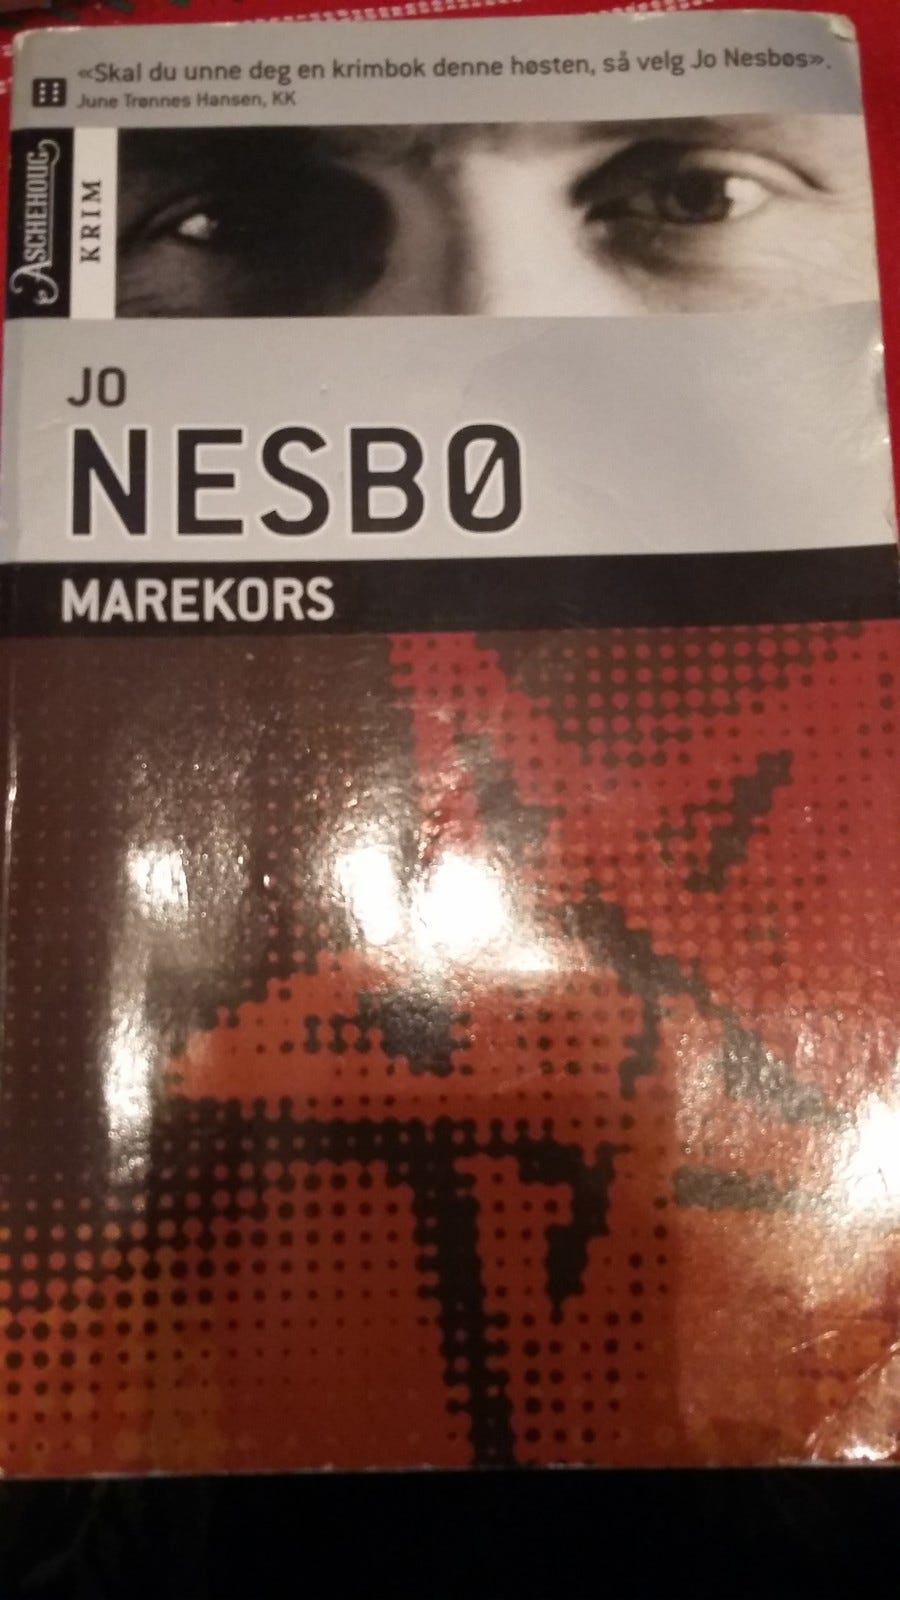 «Skal du unne deg en krimbok denne høsten, så velg Jo Nesbøs».
June Trønnes Hansen, KK
ASCHEHOUG
KRIM
JO
NESBØ
MAREKORS